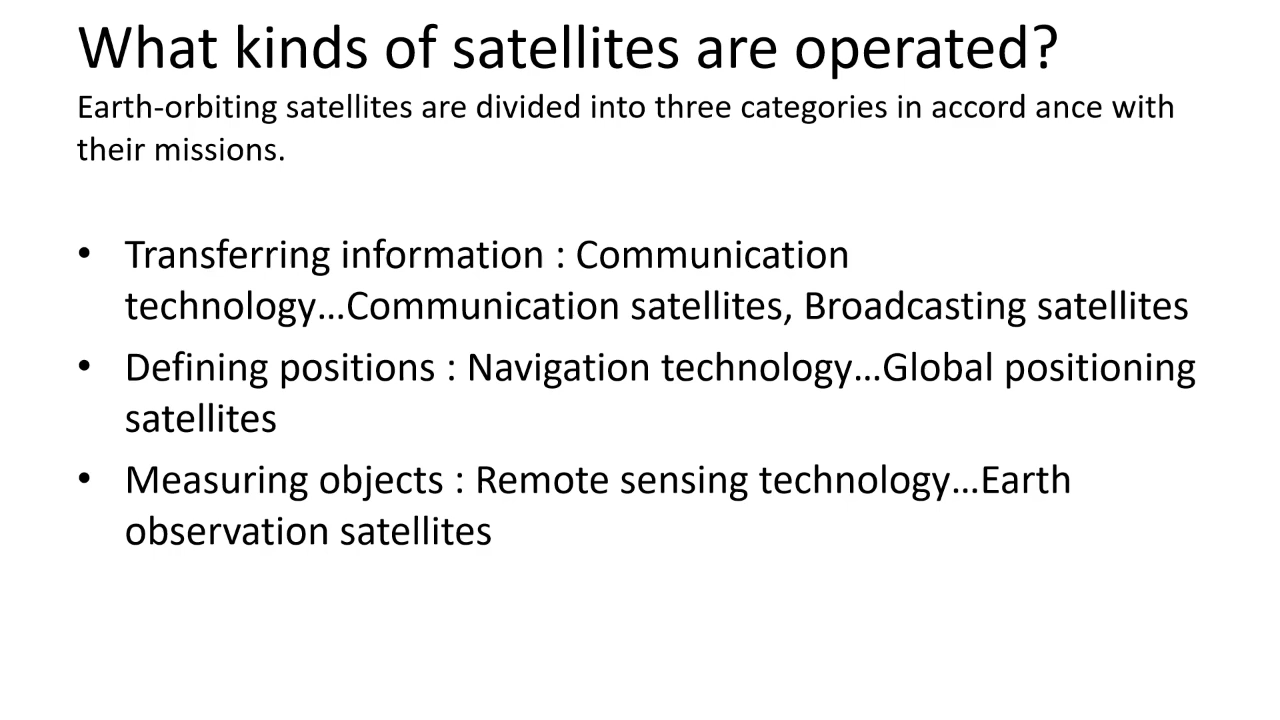 What kinds of satellites are operated?
Earth-orbiting satellites are divided into three categories in accord ance with
their missions.
• Transferring information : Communication
technology…Communication satellites, Broadcasting satellites
• Defining positions : Navigation technology…Global positioning
satellites
• Measuring objects : Remote sensing technology…Earth
observation satellites